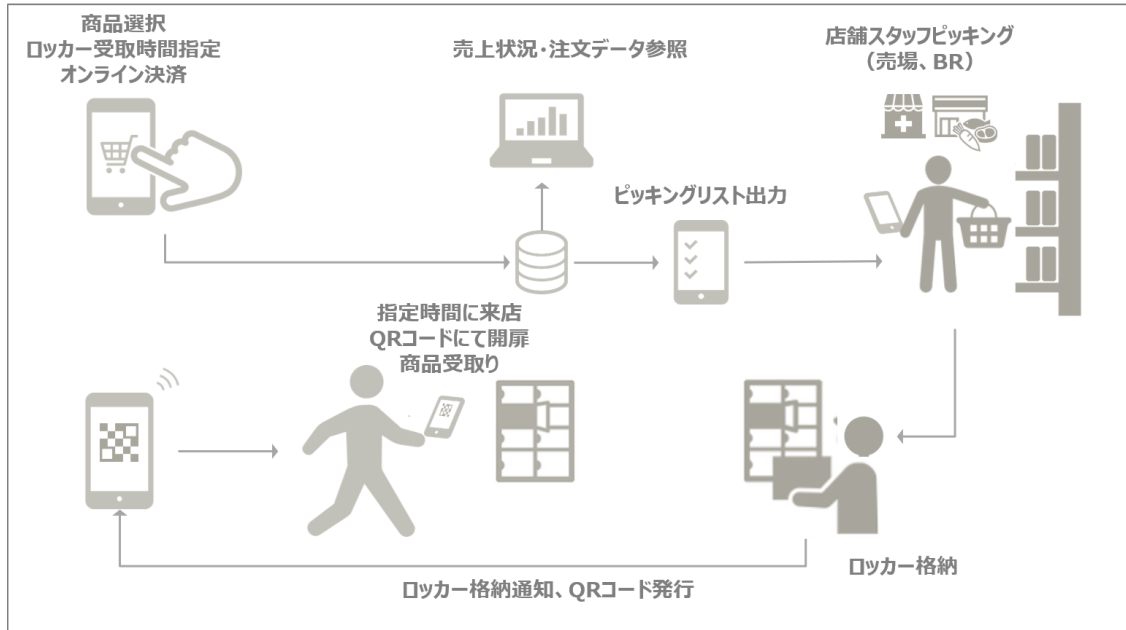 商品選択
ロッカー受取時間指定
オンライン決済
売上状況・注文データ参照
店舗スタッフピッキング
（売場、BR）
ピッキングリスト出力
指定時間に来店
QRコードにて開扉
商品受取り
ロッカー格納
ロッカー格納通知、QRコード発行